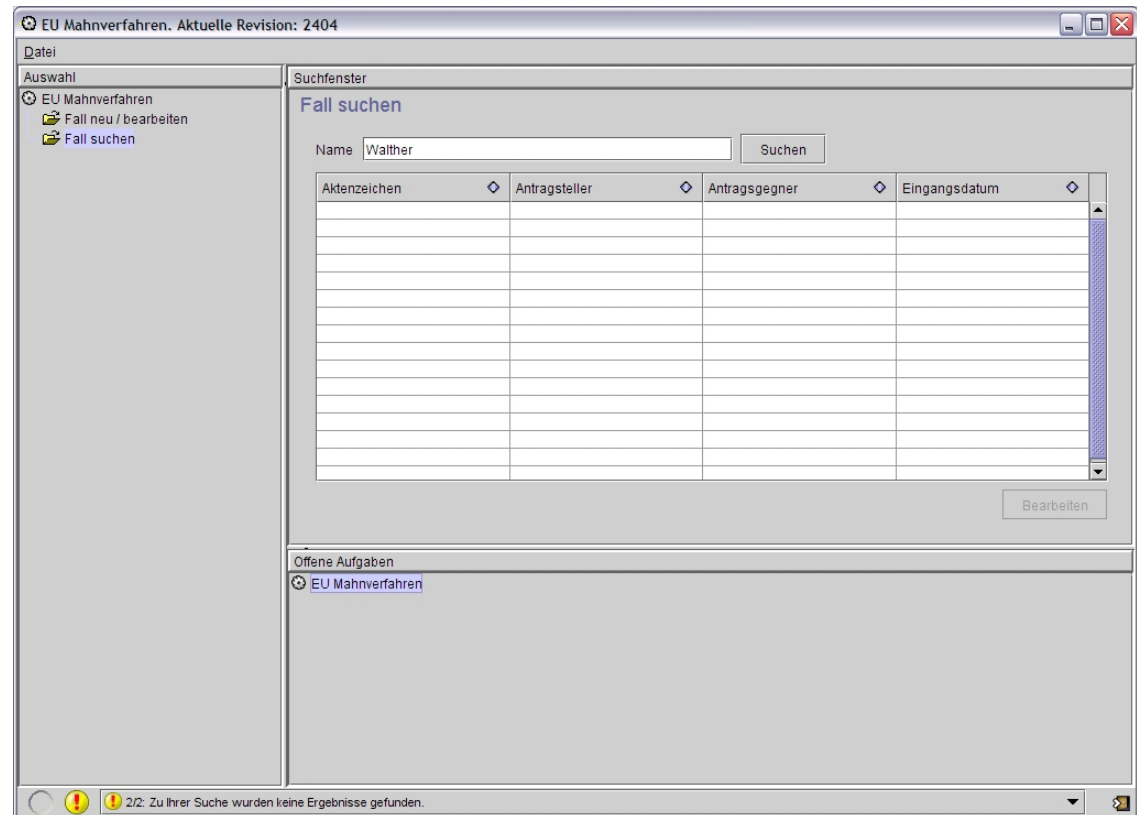 EU Mahnverfahren. Aktuelle Revision: 2404
Datei
Auswahl
EU Mahnverfahren
Fall neu / bearbeiten
Fall suchen
Suchfenster
Fall suchen
Name Walther Suchen
Aktenzeichen Antragsteller Antragsgegner Eingangsdatum
Bearbeiten
Offene Aufgaben
EU Mahnverfahren
2/2: Zu Ihrer Suche wurden keine Ergebnisse gefunden.